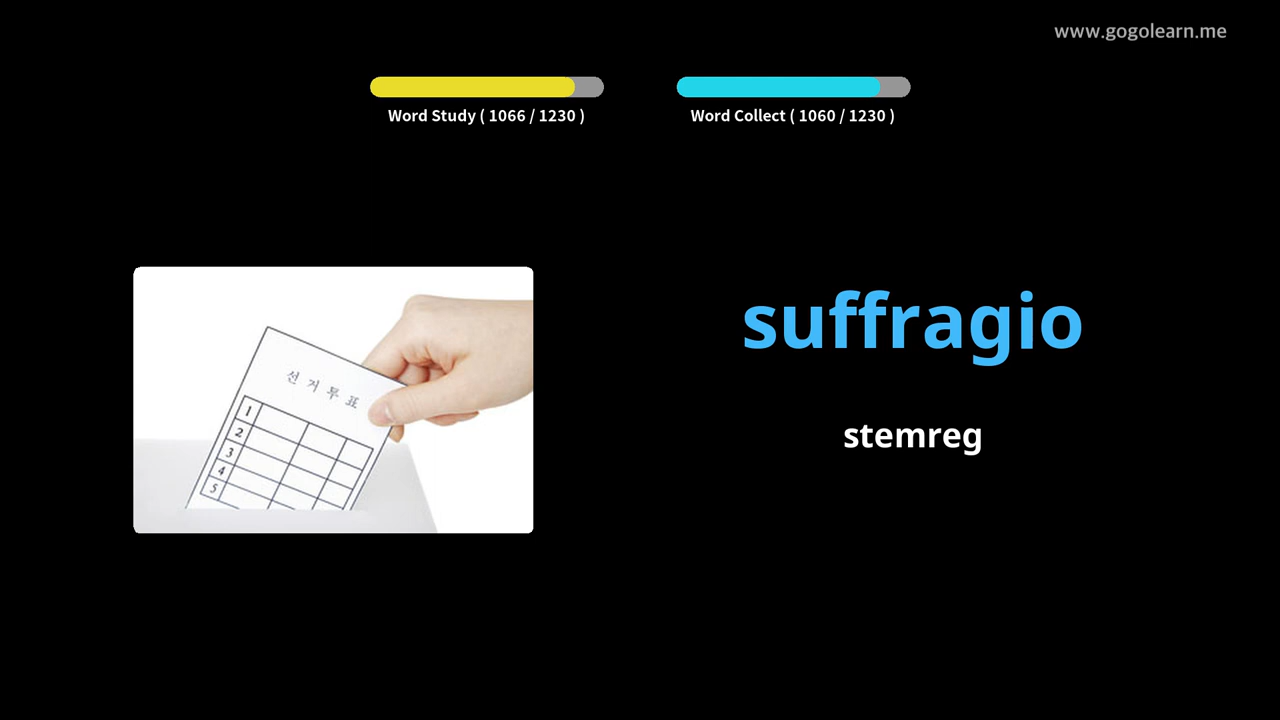 www.gogolearn.me
Word Study ( 1066 / 1230 )
Word Collect ( 1060 / 1230 )
suffragio
stemreg
선거투표
1
2
3
4
5